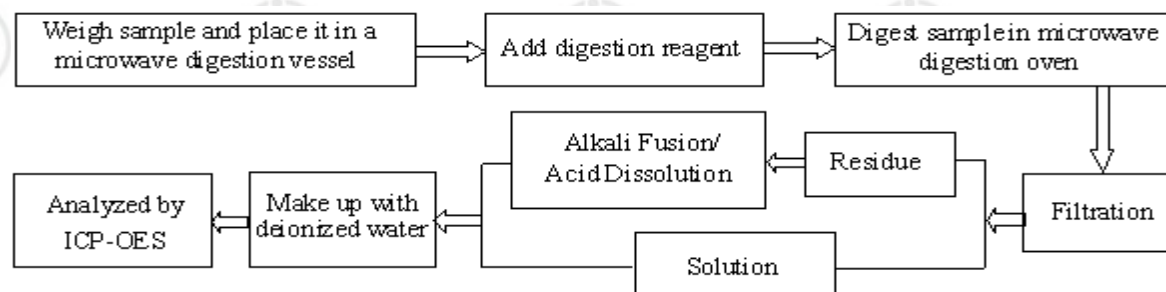 Weigh sample and place it in a
microwave digestion vessel
Add digestion reagent
Digest sample in microwave
digestion oven
Filtration
Residue
Alkali Fusion/
Acid Dissolution
Solution
Make up with
deionized water
Analyzed by
ICP-OES